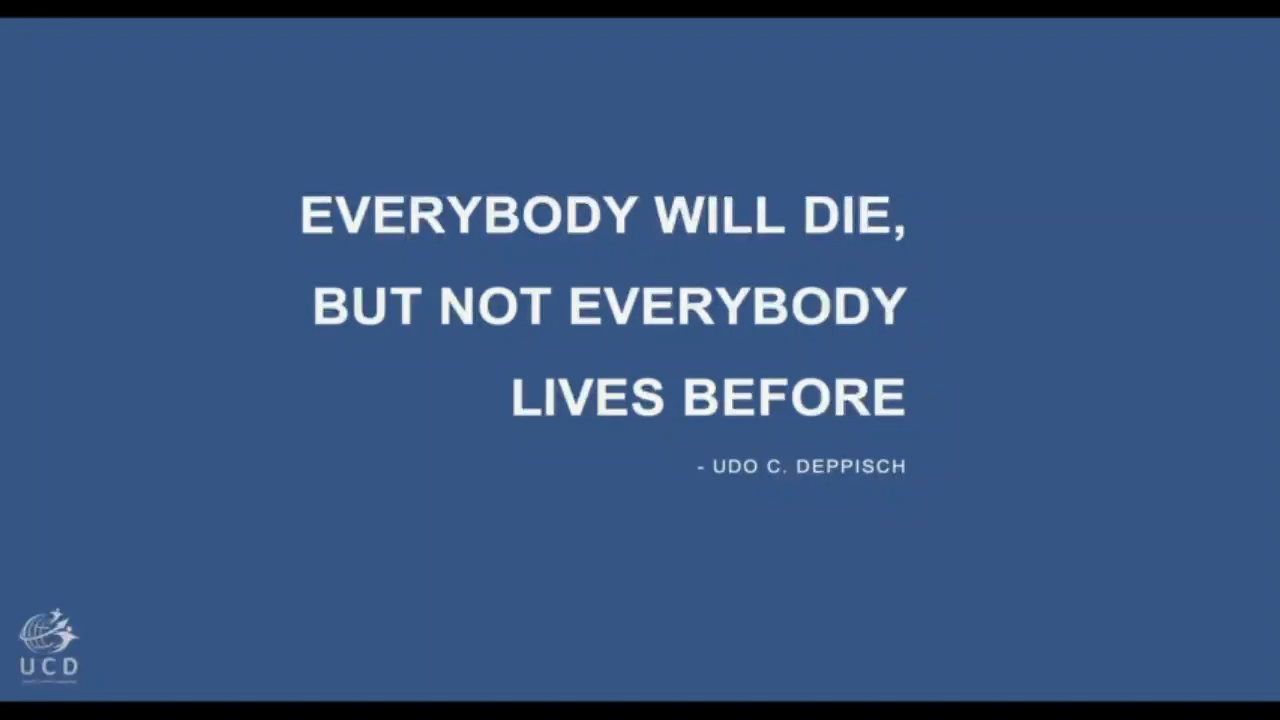 EVERYBODY WILL DIE,
BUT NOT EVERYBODY
LIVES BEFORE
- UDO C. DEPPISCH
UCD